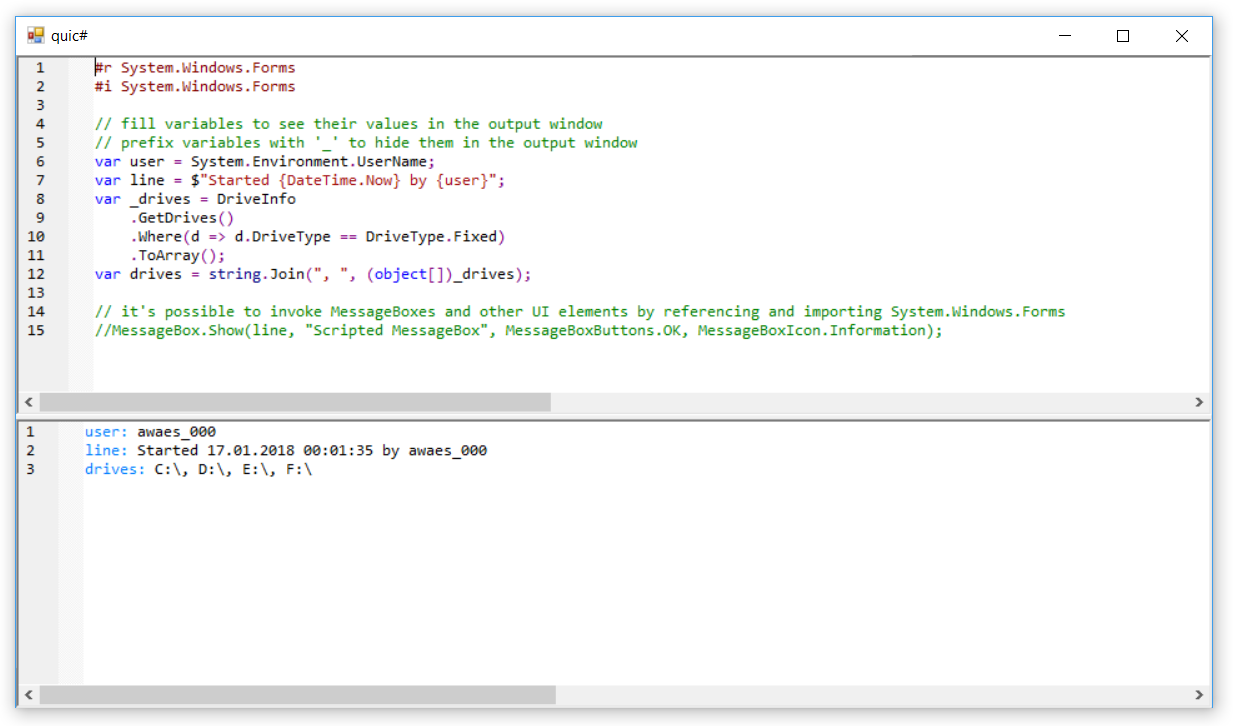 quic#
1 #r System.Windows.Forms
2 #i System.Windows.Forms
3
4 // fill variables to see their values in the output window
5 // prefix variables with '_' to hide them in the output window
6 var user = System.Environment.UserName;
7 var line = $"Started {DateTime.Now} by {user}";
8 var _drives = DriveInfo
9     .GetDrives()
10     .Where(d => d.DriveType == DriveType.Fixed)
11     .ToArray();
12 var drives = string.Join(", ", (object[])_drives);
13
14 // it's possible to invoke MessageBoxes and other UI elements by referencing and importing System.Windows.Forms
15 //MessageBox.Show(line, "Scripted MessageBox", MessageBoxButtons.OK, MessageBoxIcon.Information);
1 user: awaes_000
2 line: Started 17.01.2018 00:01:35 by awaes_000
3 drives: C:\, D:\, E:\, F:\